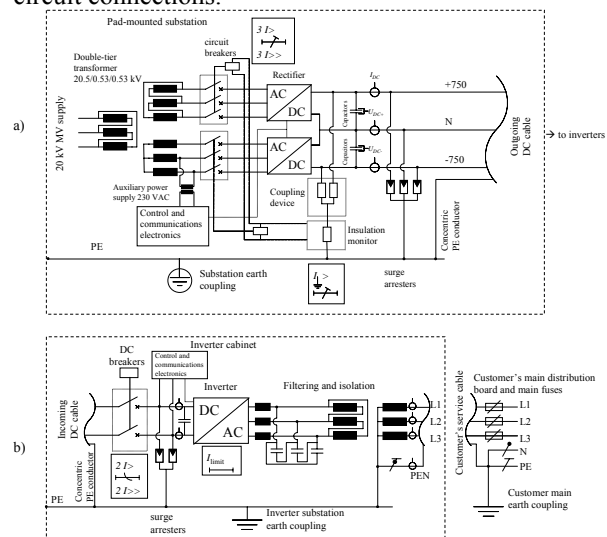 circuit connections.
Pad-mounted substation
Double-tier
transformer
20.5/0.53/0.53 kV
circuit
breakers
3 I>
3 I>>
Rectifier
AC
DC
AC
DC
I_DC
+750
N
-750
Capacitors
U_DC+
Capacitors
U_DC-
20 kV MV supply
a)
Outgoing
DC cable
to inverters
Auxiliary power
supply 230 VAC
Control and
communications
electronics
Coupling
device
Insulation
monitor
Concentric
PE conductor
PE
Substation earth
coupling
I >
surge
arresters
DC
breakers
Inverter cabinet
Control and
communications
electronics
Inverter
DC
AC
Filtering and isolation
I_limit
Incoming
DC cable
b)
Concentric
PE conductor
2 I>
2 I>>
L1
L2
L3
PEN
Customer's service cable
Customer's main distribution
board and main fuses
L1
L2
L3
N
PE
PE
surge
arresters
Inverter substation
earth coupling
Customer main
earth coupling